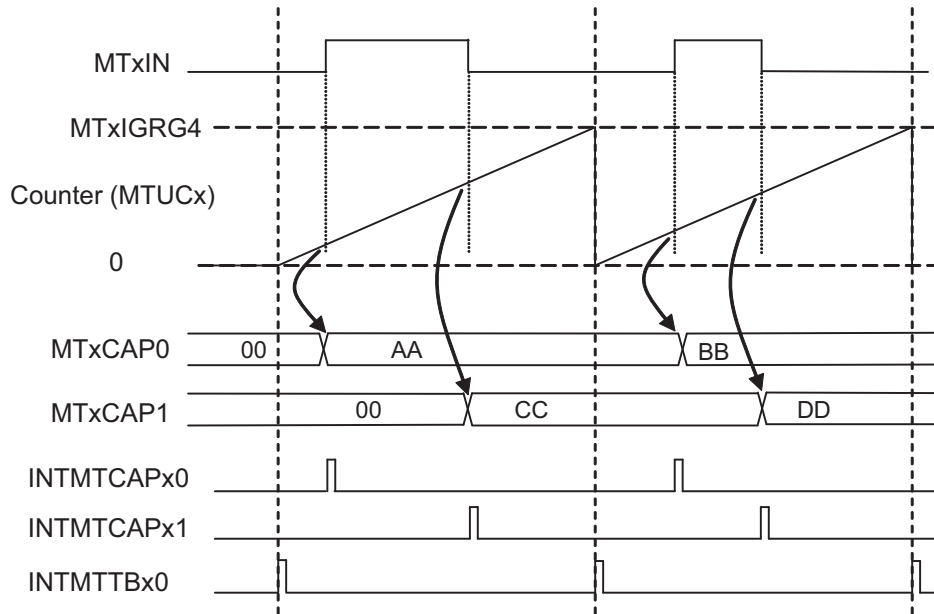 MTxIN
MTxIGRG4
Counter (MTUCx)
0
MTxCAP0 00 AA BB
MTxCAP1 00 CC DD
INTMTCAPx0
INTMTCAPx1
INTMTTBx0